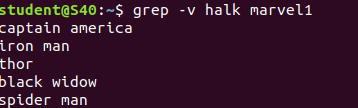 student@S40:~$ grep -v halk marvel1
captain america
iron man
thor
black widow
spider man